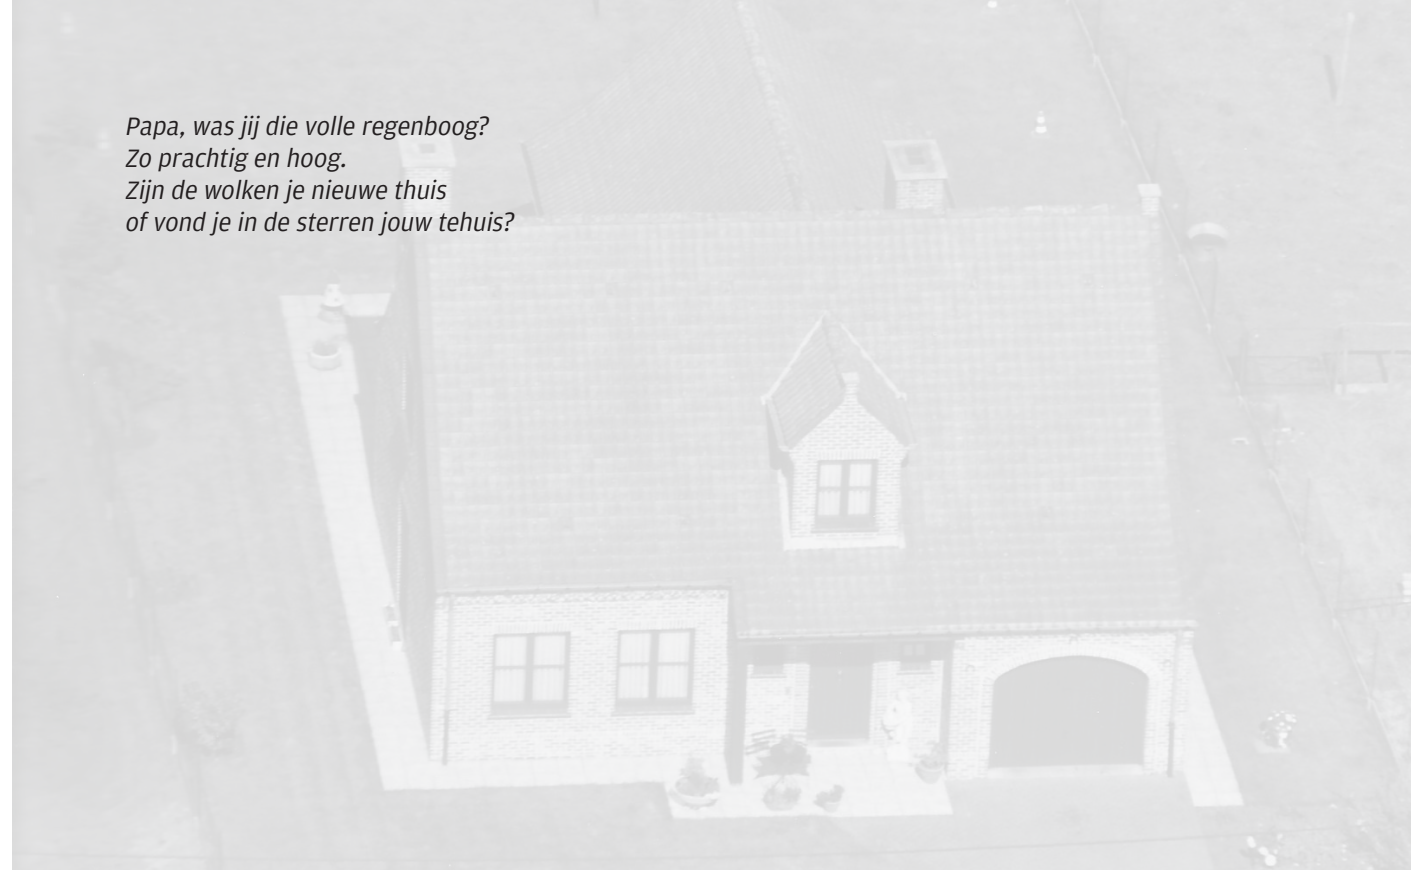 Papa, was jij die volle regenboog?
Zo prachtig en hoog.
Zijn de wolken je nieuwe thuis
of vond je in de sterren jouw tehuis?